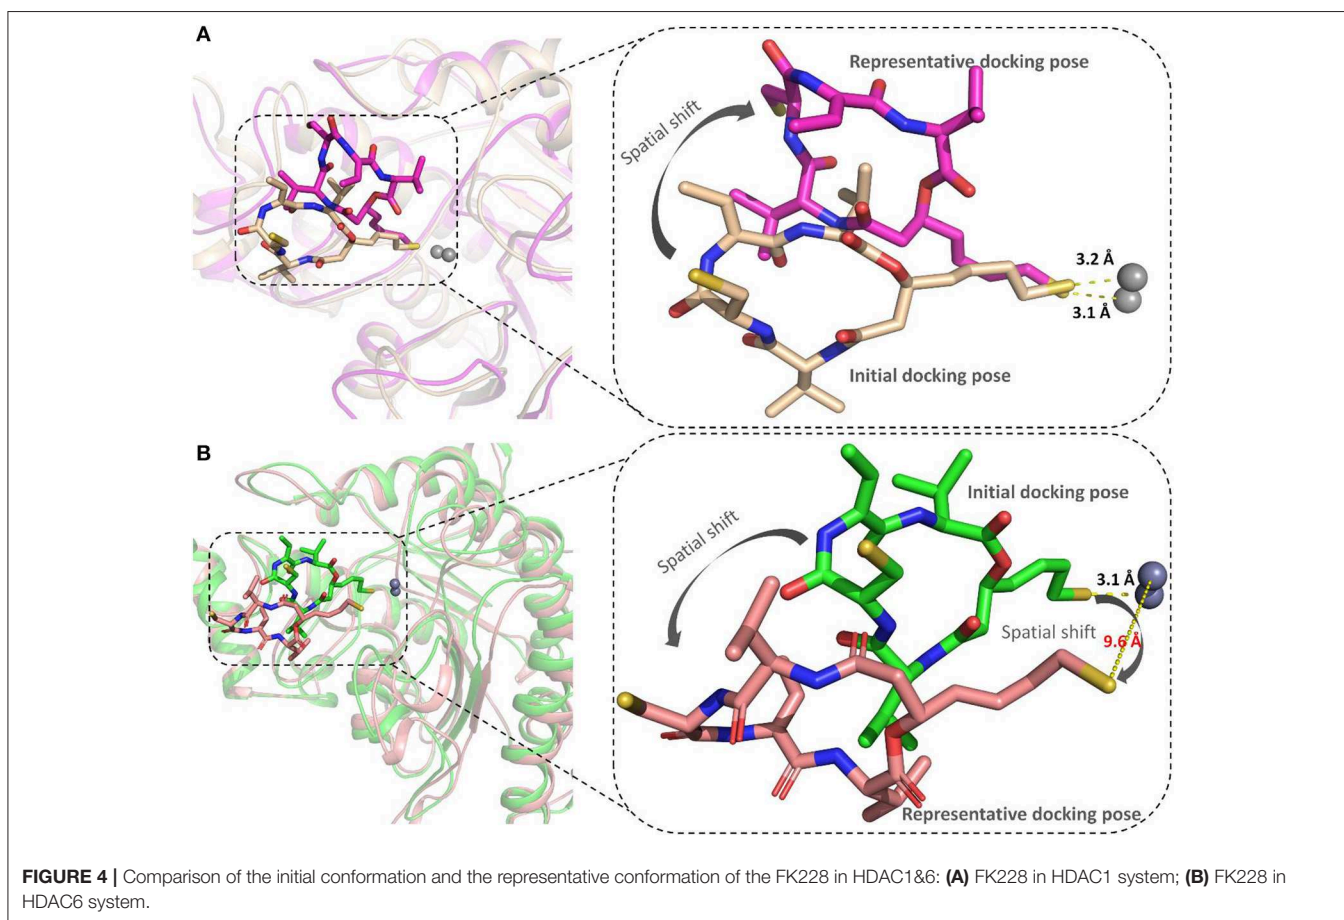 A
Representative docking pose
Spatial shift
3.2 Å
3.1 Å
Initial docking pose
B
Initial docking pose
Spatial shift
3.1 Å
Spatial shift
9.6 Å
Representative docking pose
FIGURE 4 | Comparison of the initial conformation and the representative conformation of the FK228 in HDAC1&6: (A) FK228 in HDAC1 system; (B) FK228 in
HDAC6 system.